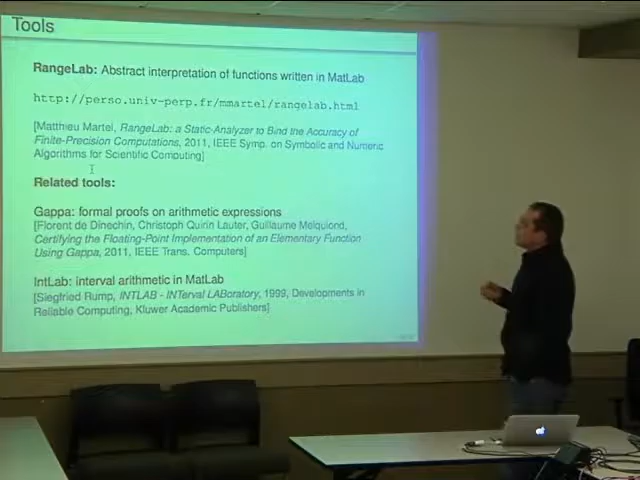 Tools
RangeLab: Abstract interpretation of functions written in MatLab
http://perso.univ-perp.fr/mmartel/rangelab.html
[Matthieu Martel, RangeLab: a Static-Analyzer to Bind the Accuracy of
Finite-Precision Computations, 2011, IEEE Symp. on Symbolic and Numeric
Algorithms for Scientific Computing]
Related tools:
Gappa: formal proofs on arithmetic expressions
[Florent de Dinechin, Christoph Quirin Lauter, Guillaume Melquiond,
Certifying the Floating-Point Implementation of an Elementary Function
Using Gappa, 2011, IEEE Trans. Computers]
IntLab: interval arithmetic in MatLab
[Siegfried Rump, INTLAB - INTerval LABoratory, 1999, Developments in
Reliable Computing, Kluwer Academic Publishers]